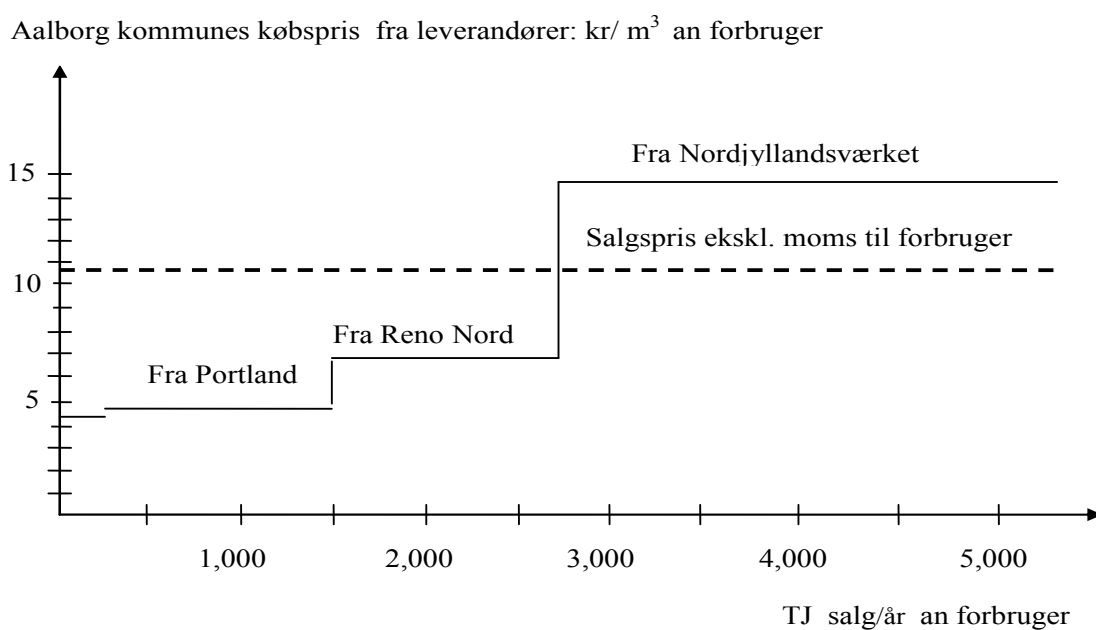 Aalborg kommunes købspris fra leverandører: kr/ m³ an forbruger
Fra Nordjyllandsværket
15
Salgspris ekskl. moms til forbruger
10
Fra Reno Nord
Fra Portland
5
1,000 2,000 3,000 4,000 5,000
TJ salg/år an forbruger